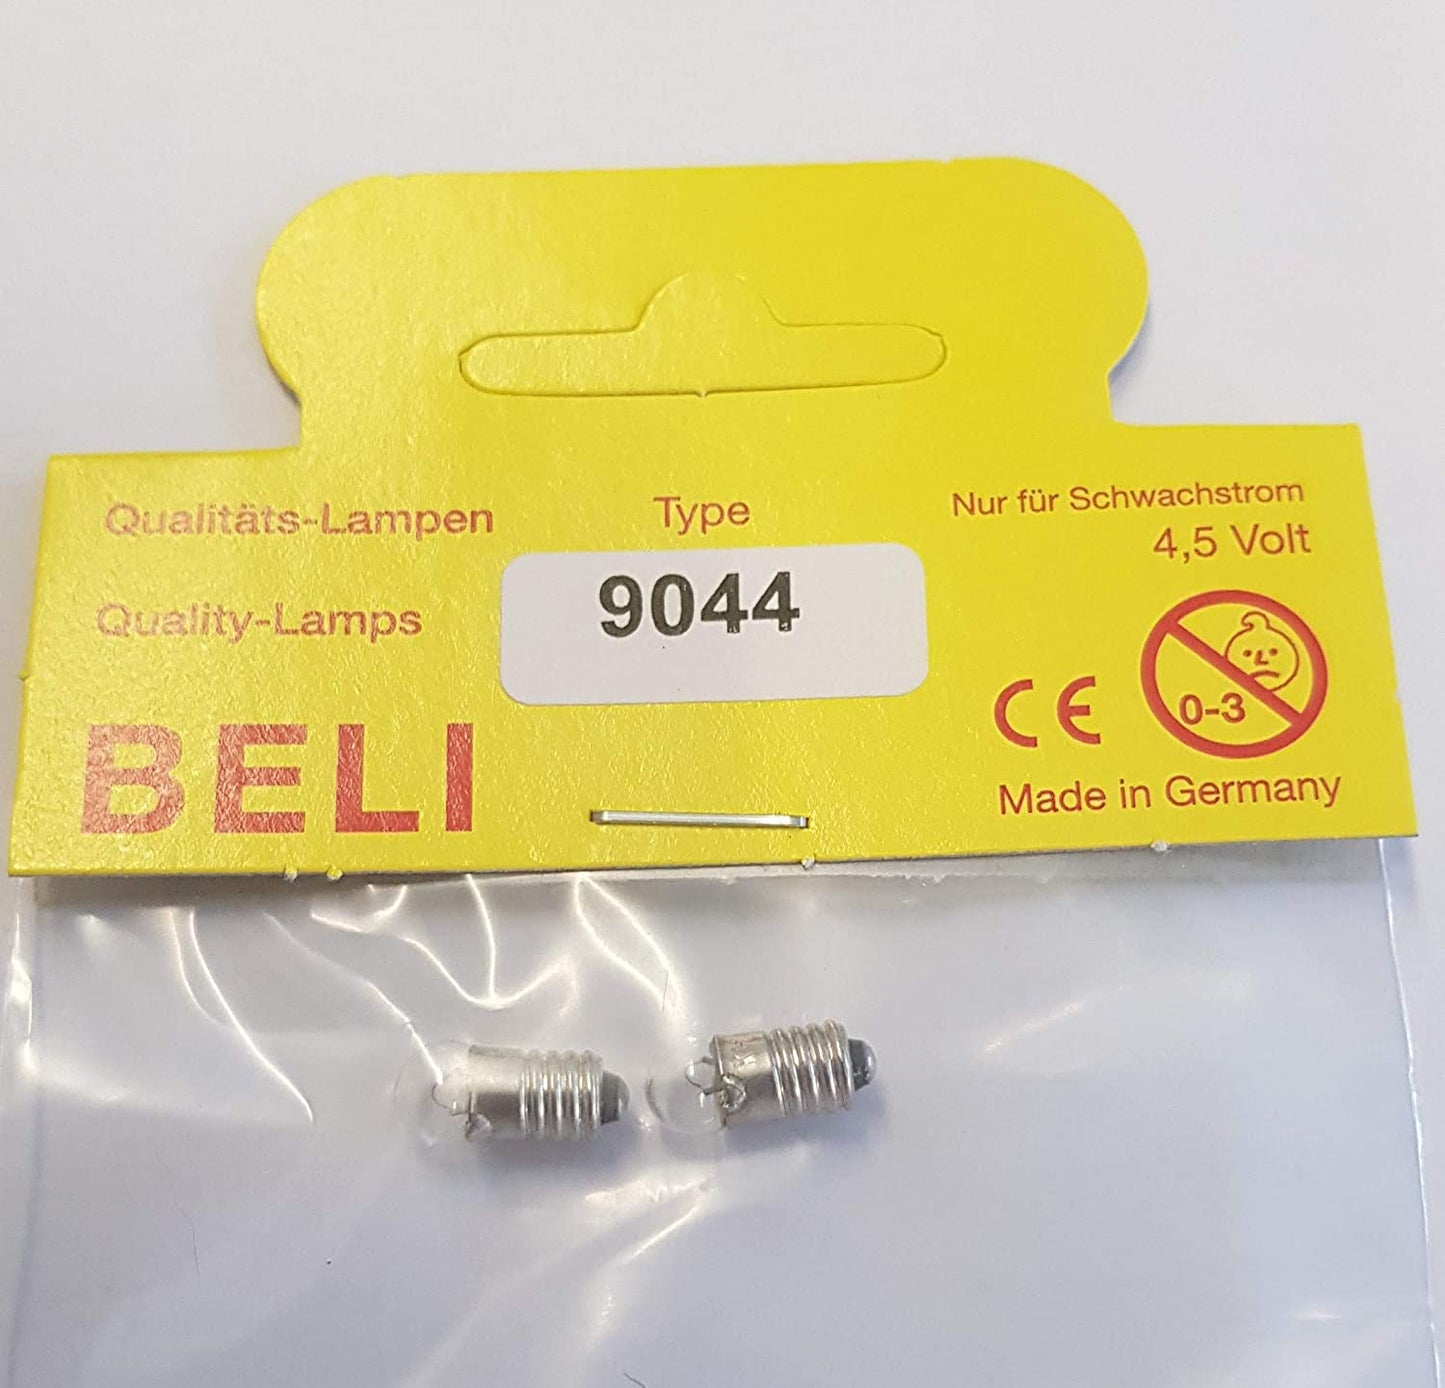 Qualitäts-Lampen
Quality-Lamps
BELI
Type
9044
Nur für Schwachstrom
4,5 Volt
CE
0-3
Made in Germany